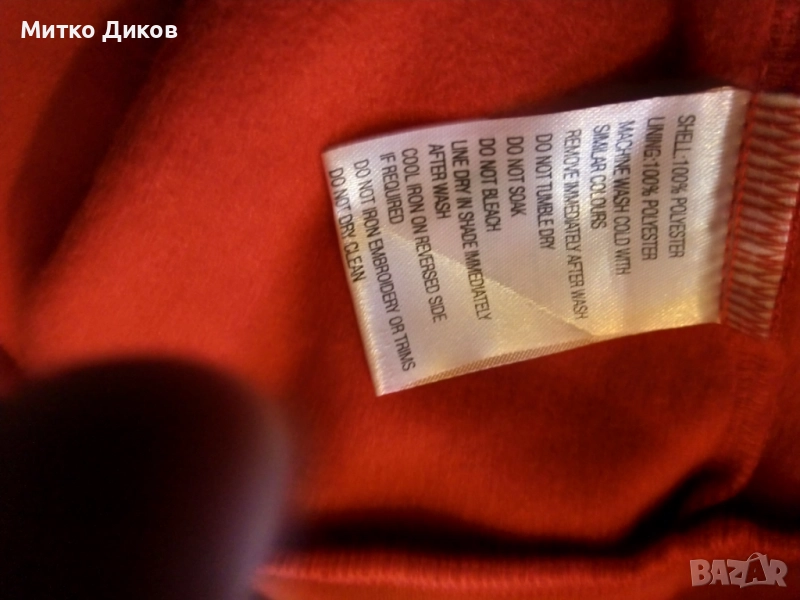 Митко Диков
SHELL:100% POLYESTER
LINING:100% POLYESTER
MACHINE WASH COLD WITH
SIMILAR COLOURS
REMOVE IMMEDIATELY AFTER WASH
DO NOT TUMBLE DRY
DO NOT SOAK
DO NOT BLEACH
LINE DRY IN SHADE IMMEDIATELY
AFTER WASH
COOL IRON ON REVERSED SIDE
IF REQUIRED
DO NOT IRON EMBROIDERY OR TRIMS
DO NOT DRY CLEAN
BAZAR